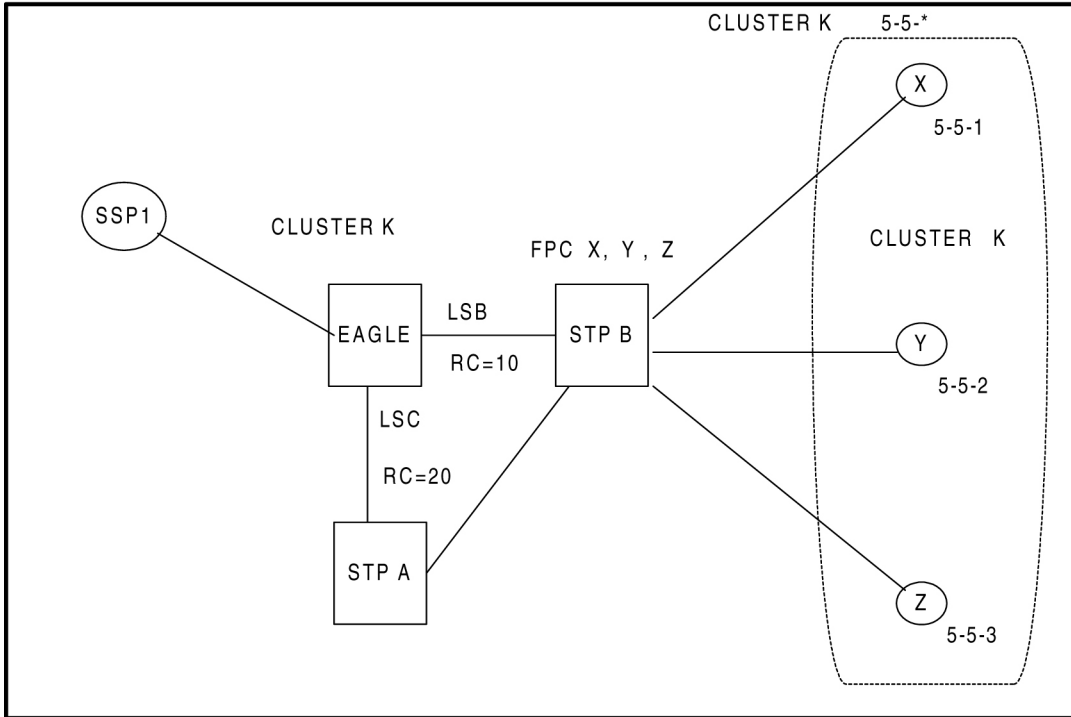 CLUSTER K 5-5-*
X
5-5-1
SSP1
CLUSTER K
CLUSTER K
FPC X, Y , Z
LSB
EAGLE
STP B
RC=10
Y
5-5-2
LSC
RC=20
STP A
Z
5-5-3